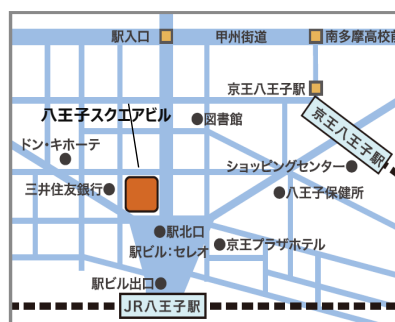 駅入口
甲州街道
南多摩高校前
京王八王子駅
八王子スクエアビル
図書館
京王八王子駅
ドン・キホーテ
ショッピングセンター
三井住友銀行
八王子保健所
駅北口
駅ビル:セレオ
京王プラザホテル
駅ビル出口
JR八王子駅